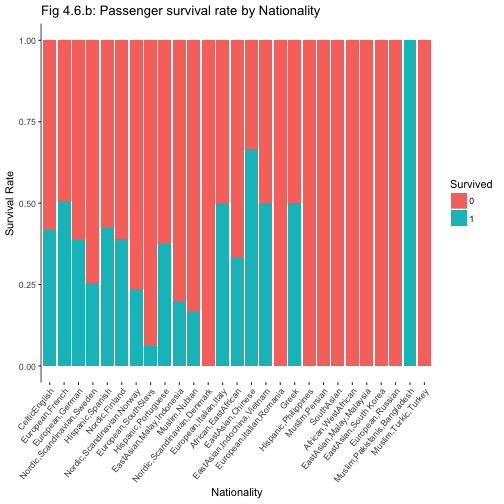 Fig 4.6.b: Passenger survival rate by Nationality
1.00
0.75
0.50
0.25
0.00
Survival Rate
CelticEnglish
European,French
European,German
Nordic,Scandinavian,Sweden
Hispanic,Spanish
Nordic,Finland
Nordic,Scandinavian,Norway
European,SouthSlavs
Hispanic,Portuguese
EastAsian,Malay,Indonesia
Muslim,Nubian
Nordic,Scandinavian,Denmark
European,Italian,Italy
African,EastAfrican
EastAsian,Chinese
EastAsian,Indochina,Vietnam
European,Italian,Romania
Greek
Hispanic,Philippines
Muslim,Persian
SouthAsian
African,WestAfrican
EastAsian,Malay,Malaysia
EastAsian,South,Korea
European,Russian
Muslim,Pakistanis,Bangladesh
Muslim,Turkic,Turkey
Nationality
Survived
0
1